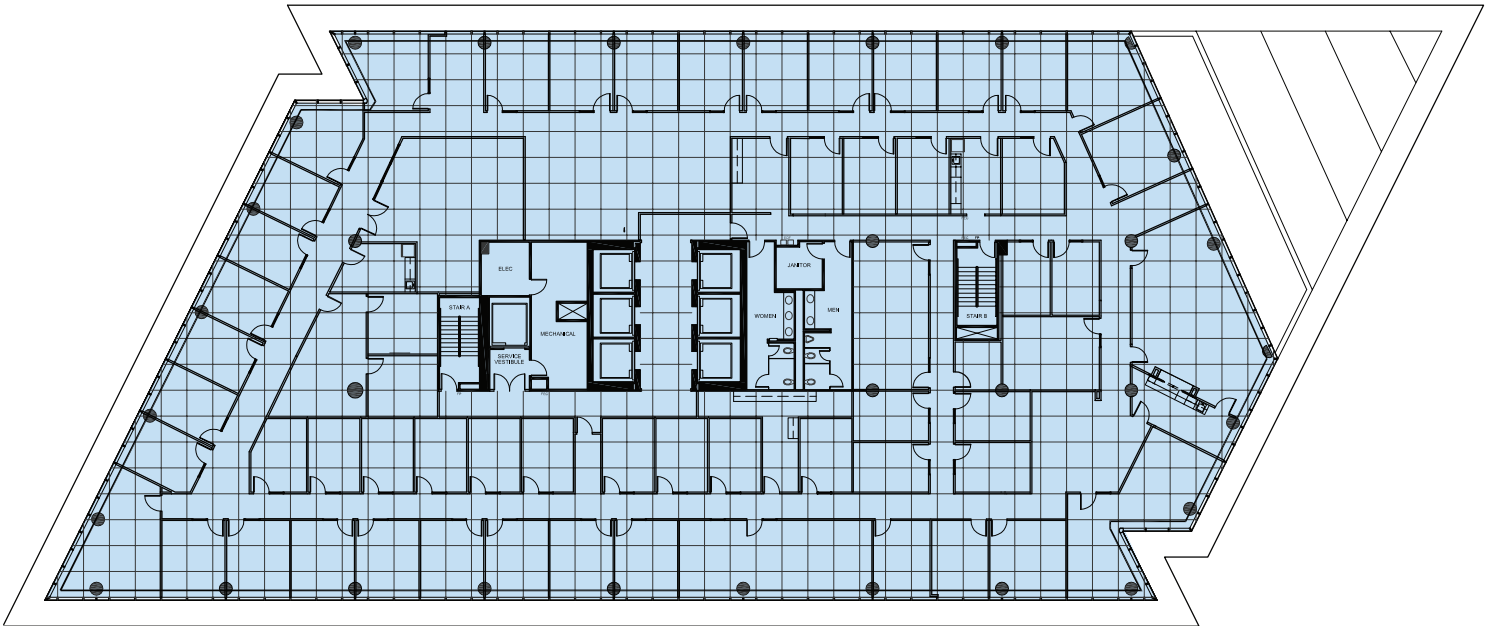 ELEC
JANITOR
STAIR A
MECHANICAL
WOMEN
MEN
STAIR B
SERVICE
VESTIBULE